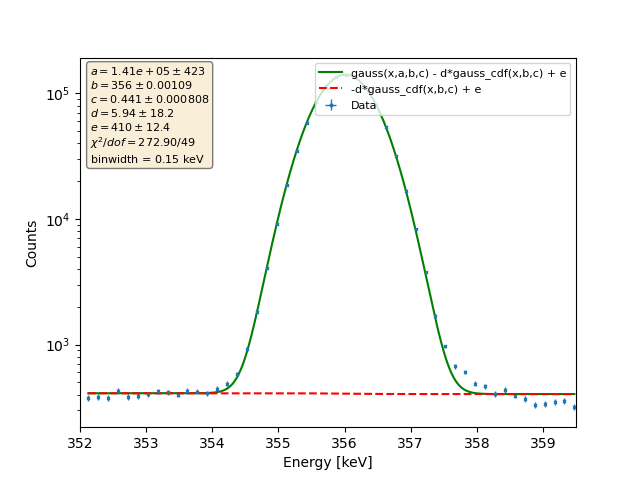 a = 1.41e + 05 ± 423
b = 356 ± 0.00109
c = 0.441 ± 0.000808
d = 5.94 ± 18.2
e = 410 ± 12.4
χ²/dof = 272.90/49
binwidth = 0.15 keV
gauss(x,a,b,c) - d*gauss_cdf(x,b,c) + e
-d*gauss_cdf(x,b,c) + e
Data
10⁵
10⁴
10³
Counts
352 353 354 355 356 357 358 359
Energy [keV]